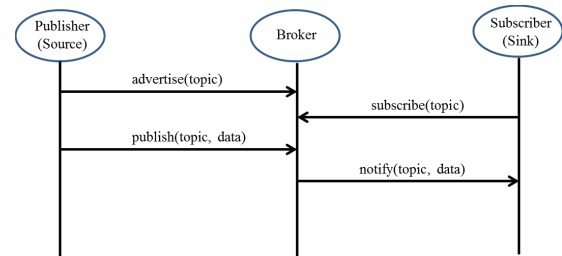 Publisher
(Source)
Broker
Subscriber
(Sink)
advertise(topic)
subscribe(topic)
publish(topic, data)
notify(topic, data)